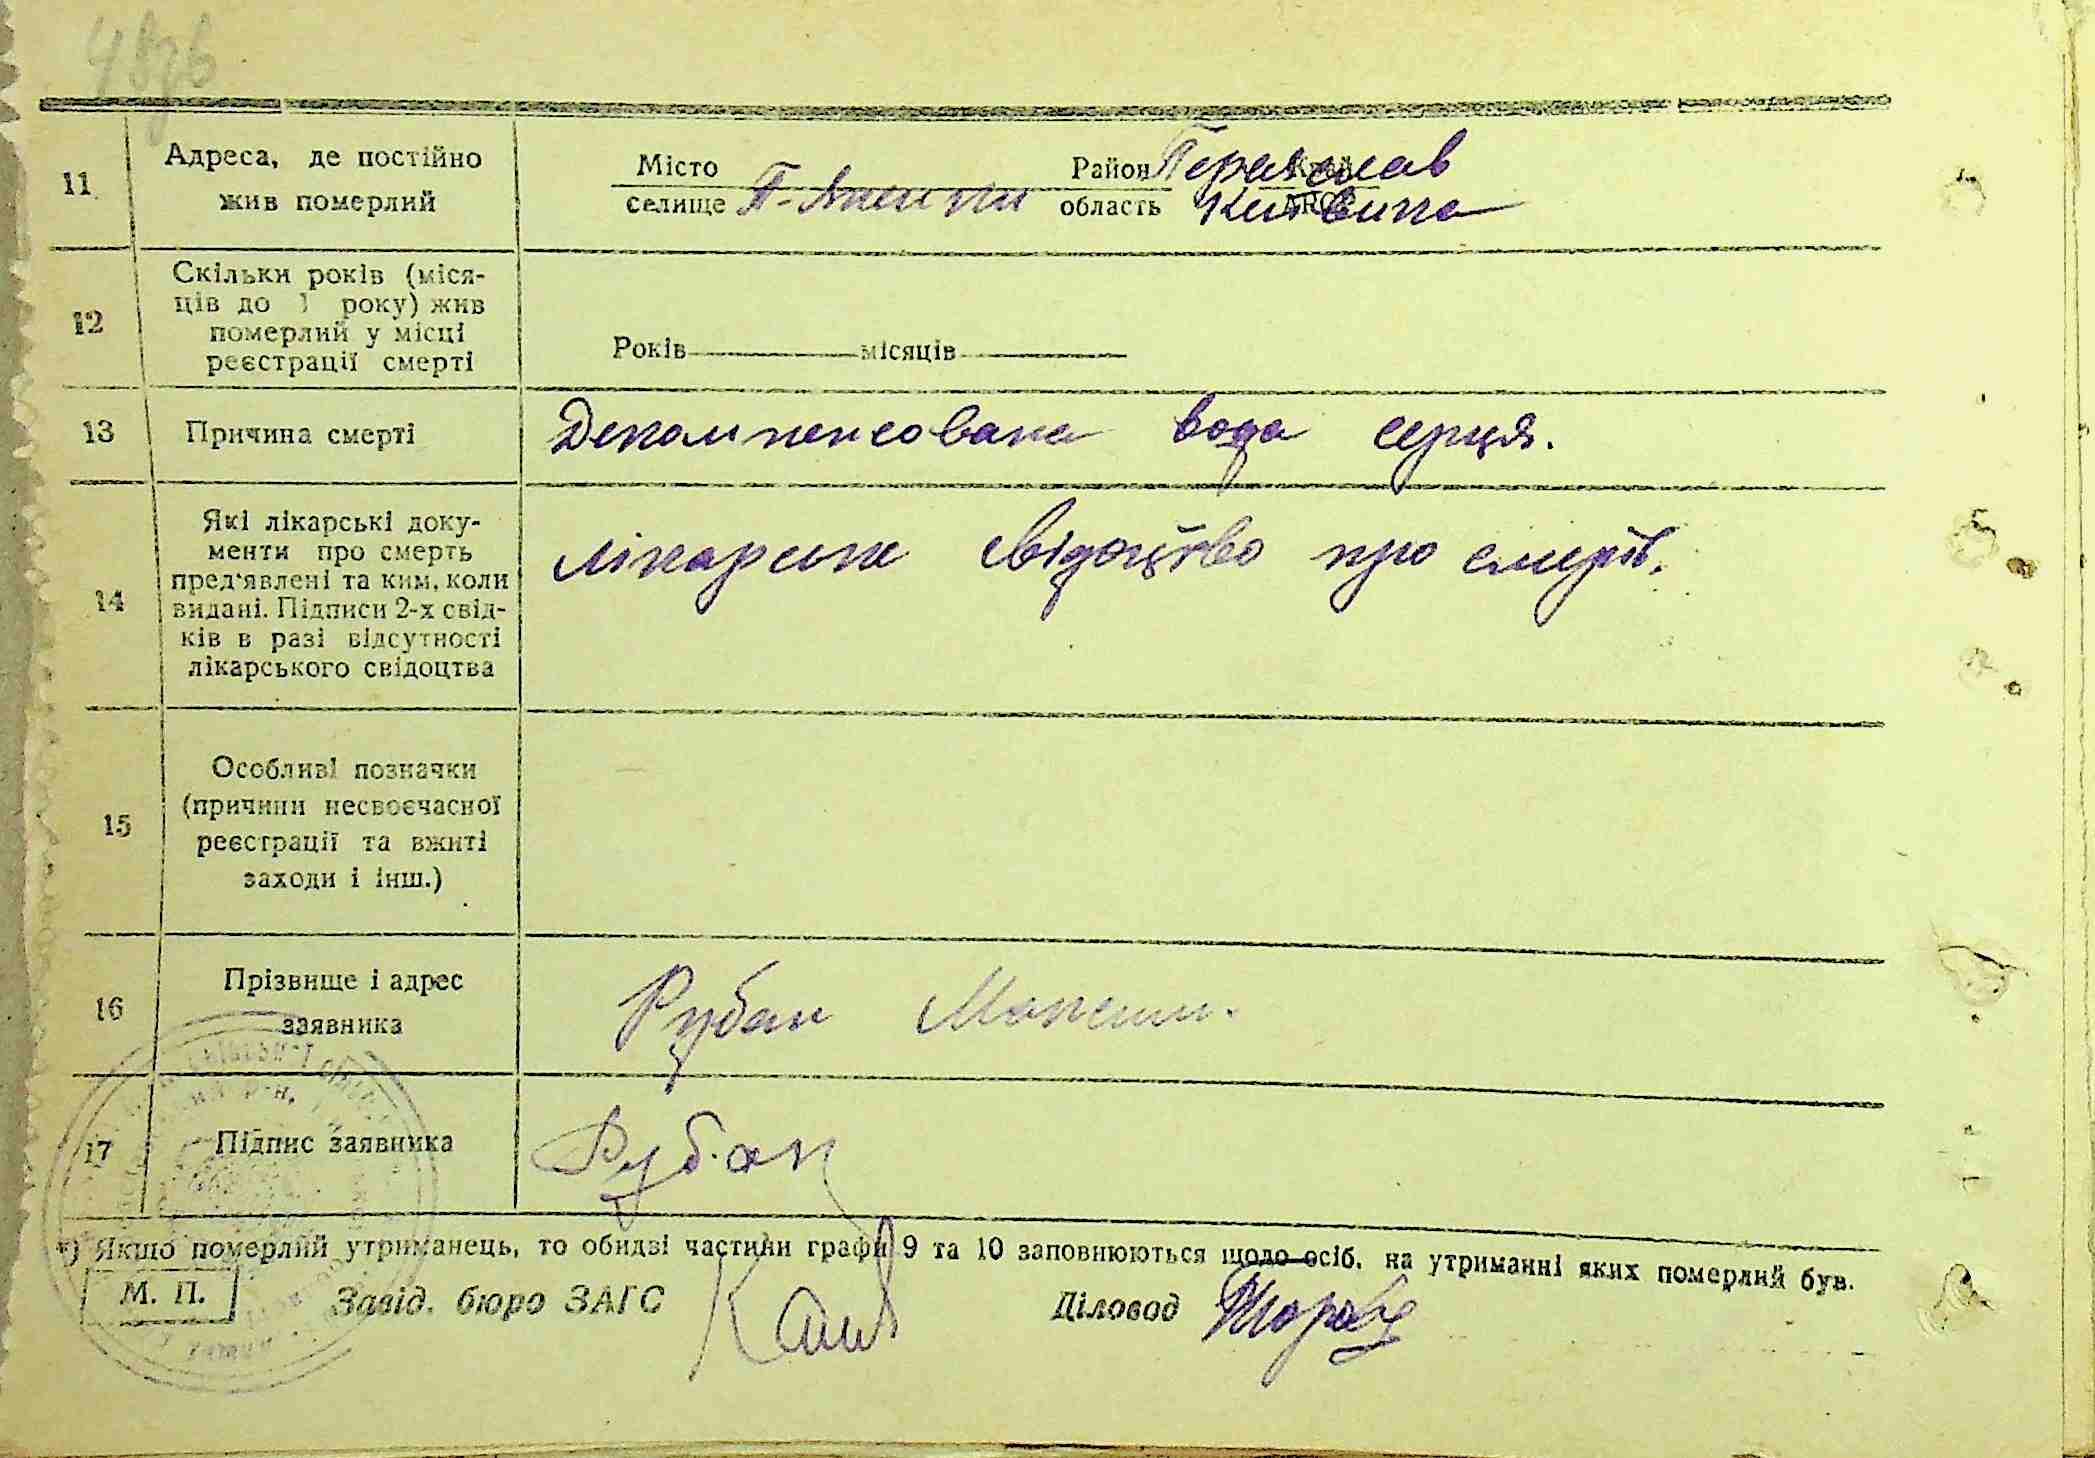 11
Адреса, де постійно
жив померлий
Місто
селище
Район Переяслав
область Київська
12
Скільки років (міся-
ців до 1 року) жив
померлий у місці
реєстрації смерті
Років місяців
13
Причина смерті
Декомпенсована вада серця.
14
Які лікарські доку-
менти про смерть
пред'явлені та ким, коли
видані. Підписи 2-х свід-
ків в разі відсутності
лікарського свідоцтва
лікарське свідоцтво про смерть.
15
Особливі позначки
(причини несвоєчасної
реєстрації та вжиті
заходи і інш.)
16
Прізвище і адрес
заявника
Рубан Максим.
17
Підпис заявника
Рубан
*) Якщо померлий утриманець, то обидві частини графи 9 та 10 заповнюються щодо осіб, на утриманні яких померлий був.
М. П.
Завід. бюро ЗАГС
Діловод